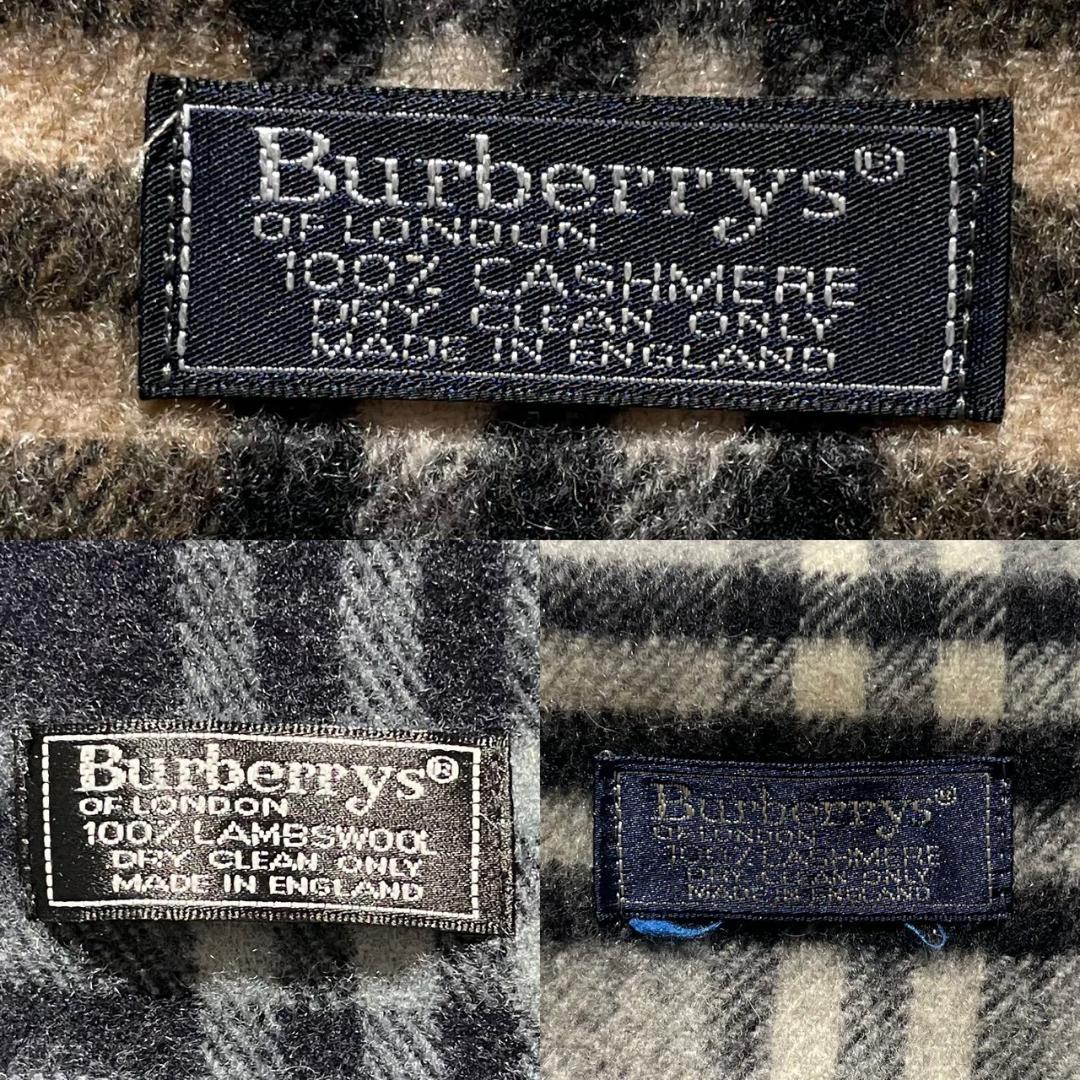 Burberrys®
OF LONDON
100% CASHMERE
DRY CLEAN ONLY
MADE IN ENGLAND
Burberrys®
OF LONDON
100% LAMBSWOOL
DRY CLEAN ONLY
MADE IN ENGLAND
Burberrys®
OF LONDON
100% CASHMERE
DRY CLEAN ONLY
MADE IN ENGLAND